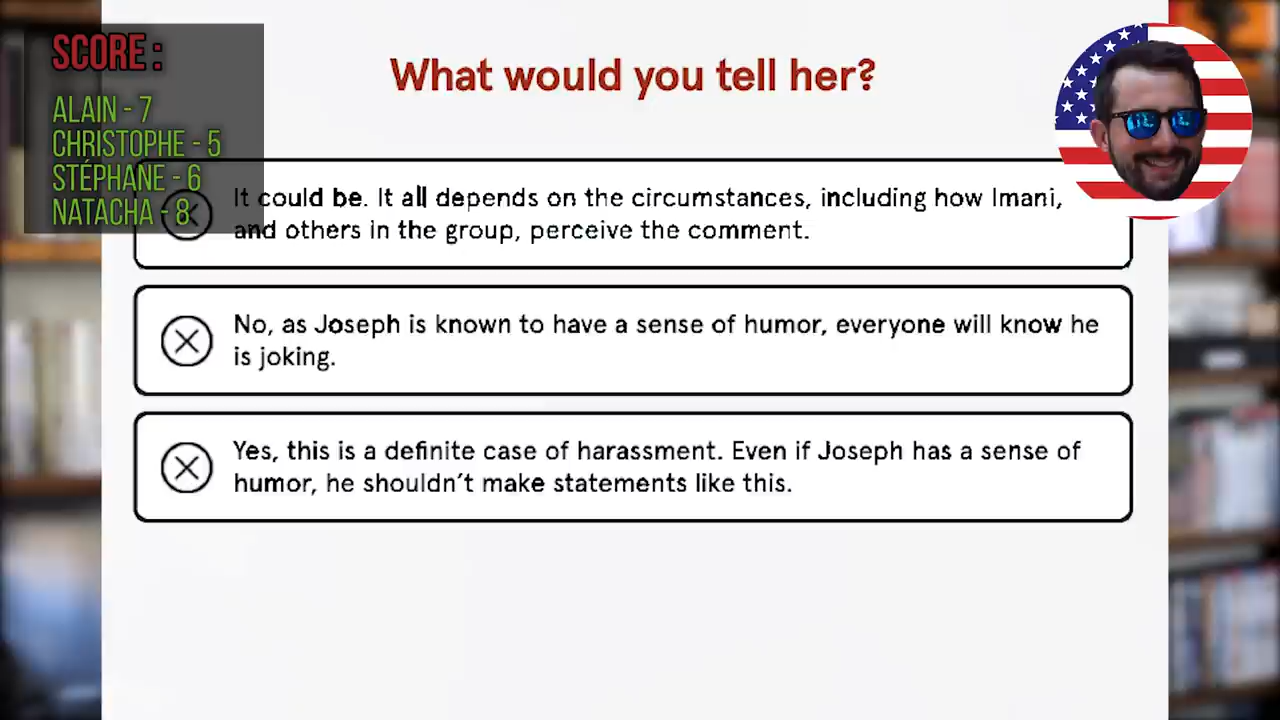 SCORE :
ALAIN - 7
CHRISTOPHE - 5
STÉPHANE - 6
NATACHA - 8
What would you tell her?
It could be. It all depends on the circumstances, including how Imani,
and others in the group, perceive the comment.
No, as Joseph is known to have a sense of humor, everyone will know he
is joking.
Yes, this is a definite case of harassment. Even if Joseph has a sense of
humor, he shouldn't make statements like this.